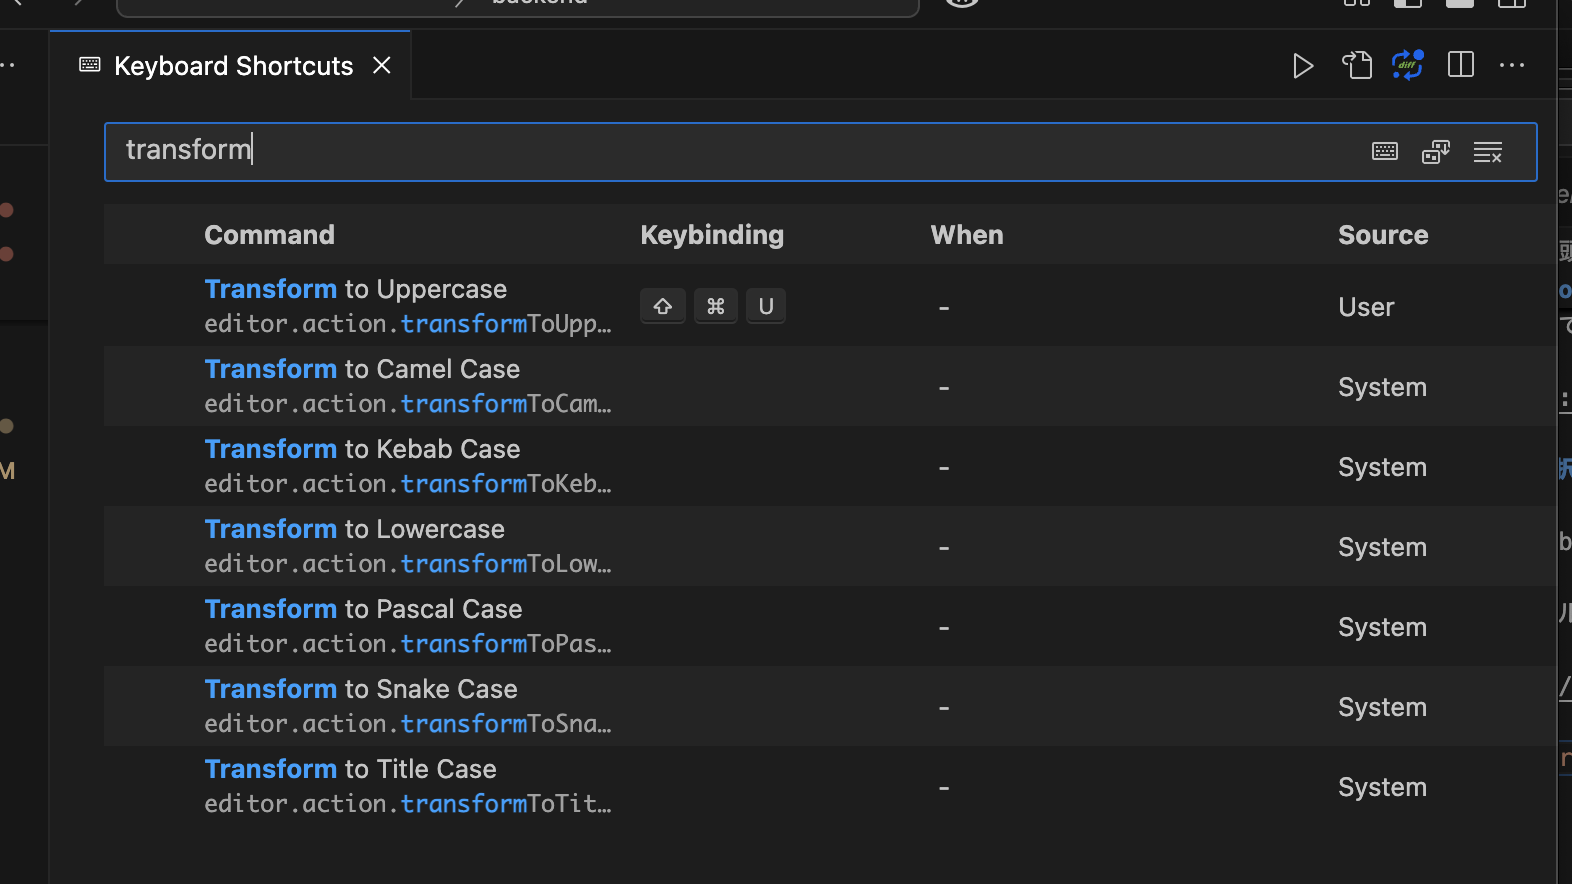 Keyboard Shortcuts
diff
transform
Command Keybinding When Source
Transform to Uppercase
editor.action.transformToUpp…
⇧ ⌘ U - User
Transform to Camel Case
editor.action.transformToCam…
- System
Transform to Kebab Case
editor.action.transformToKeb…
- System
Transform to Lowercase
editor.action.transformToLow…
- System
Transform to Pascal Case
editor.action.transformToPas…
- System
Transform to Snake Case
editor.action.transformToSna…
- System
Transform to Title Case
editor.action.transformToTit…
- System
M